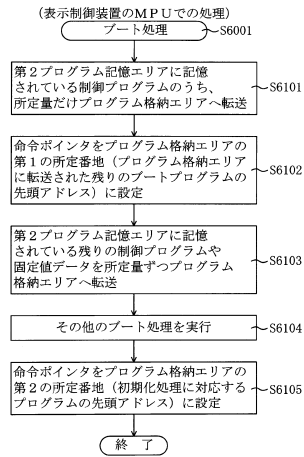 （表示制御装置のＭＰＵでの処理）
ブート処理
S6001
第２プログラム記憶エリアに記憶
されている制御プログラムのうち、
所定量だけプログラム格納エリアへ転送
S6101
命令ポインタをプログラム格納エリアの
第１の所定番地（プログラム格納エリア
に転送された残りのブートプログラムの
先頭アドレス）に設定
S6102
第２プログラム記憶エリアに記憶
されている残りの制御プログラムや
固定値データを所定量ずつプログラム
格納エリアへ転送
S6103
その他のブート処理を実行
S6104
命令ポインタをプログラム格納エリアの
第２の所定番地（初期化処理に対応する
プログラムの先頭アドレス）に設定
S6105
終 了